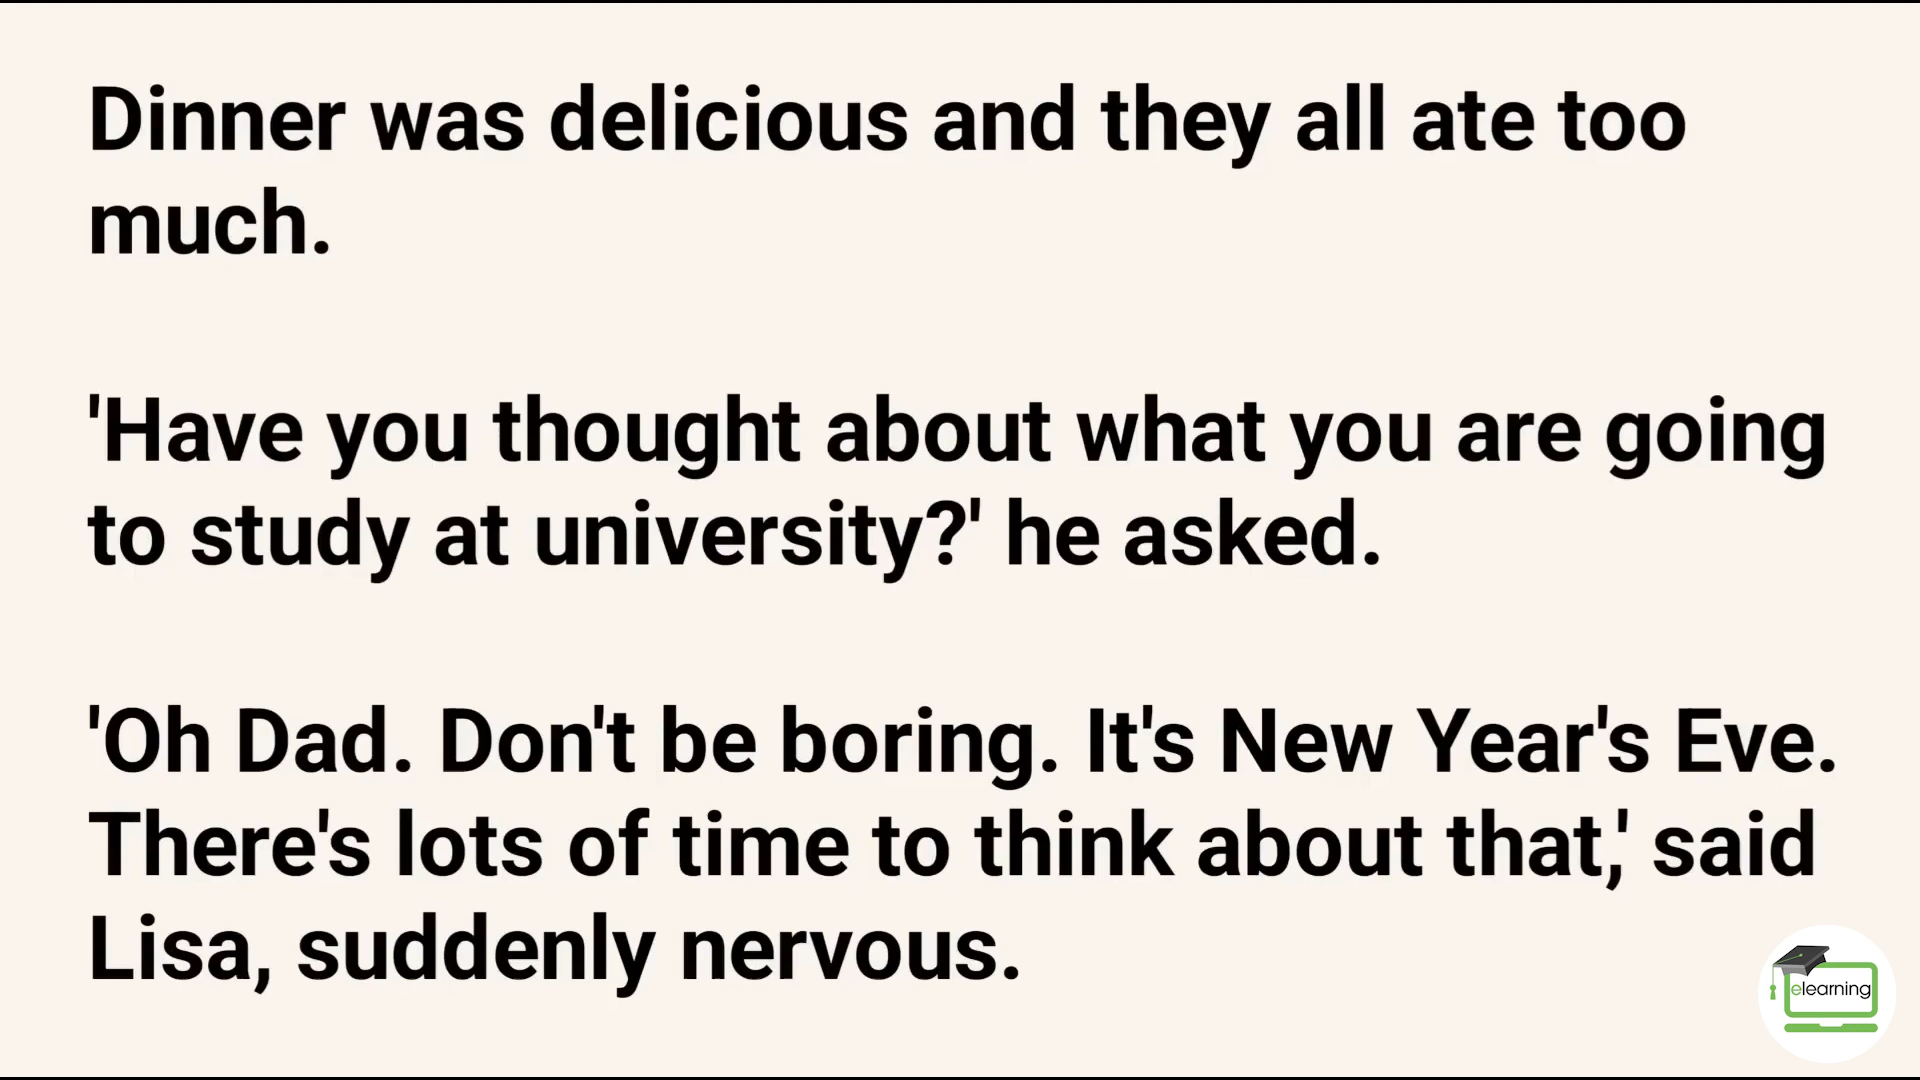 Dinner was delicious and they all ate too
much.
'Have you thought about what you are going
to study at university?' he asked.
'Oh Dad. Don't be boring. It's New Year's Eve.
There's lots of time to think about that,' said
Lisa, suddenly nervous.
elearning